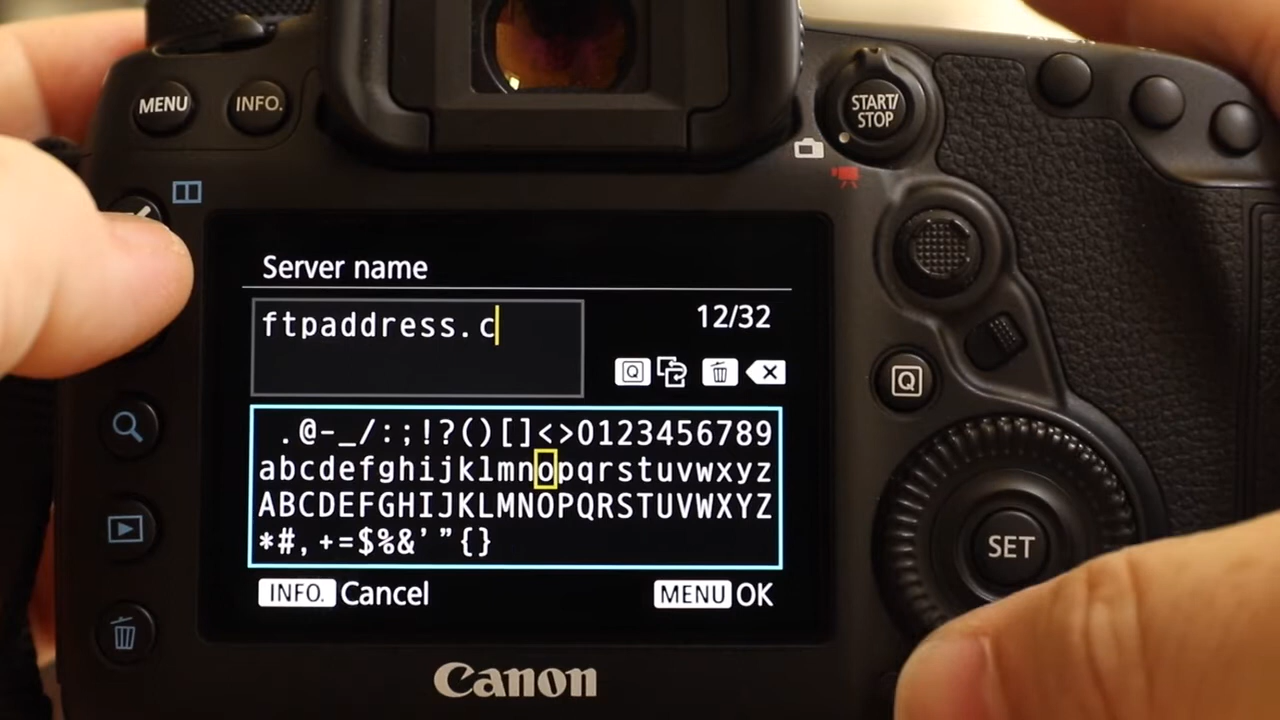 MENU
INFO.
START/
STOP
Server name
ftpaddress.c
12/32
Q
.@-_/:;!?()[]<>0123456789
abcdefghijklmnopqrstuvwxyz
ABCDEFGHIJKLMNOPQRSTUVWXYZ
*#,+=$%&'"{}
INFO. Cancel
MENU OK
Q
SET
Canon